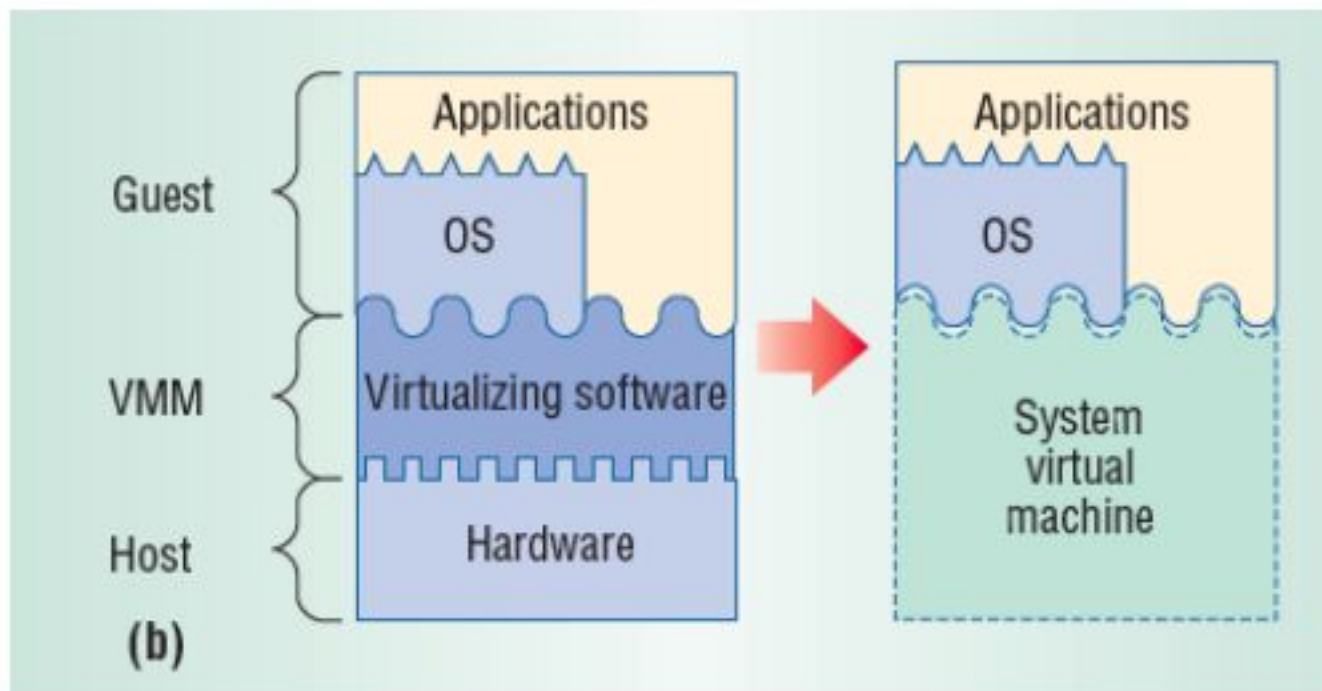 Applications
Guest
OS
VMM
Virtualizing software
Host
Hardware
(b)
Applications
OS
System
virtual
machine